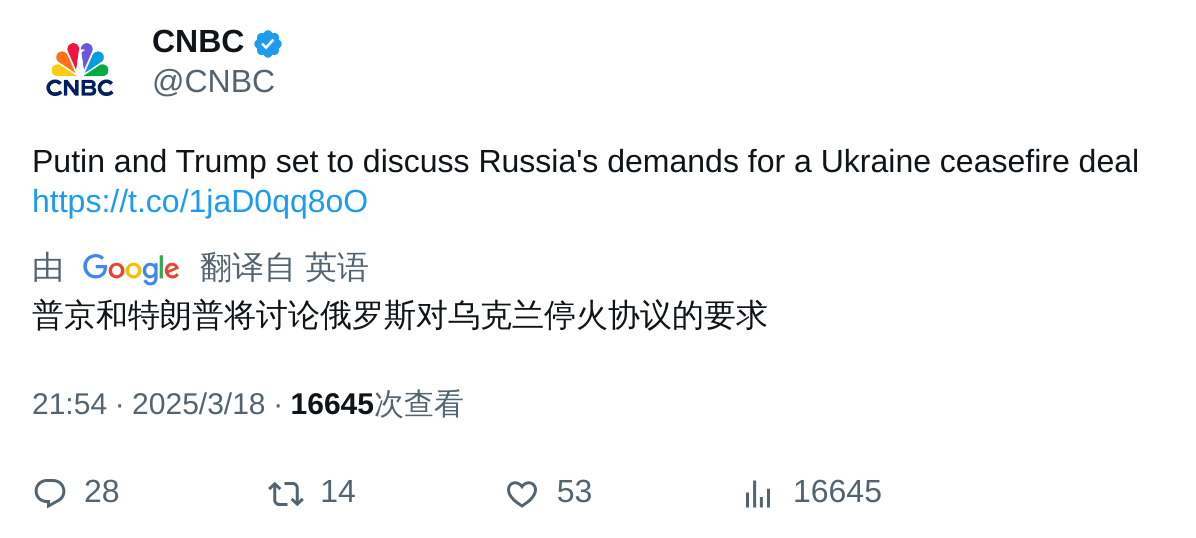 CNBC
CNBC
@CNBC
Putin and Trump set to discuss Russia's demands for a Ukraine ceasefire deal
https://t.co/1jaD0qq8oO
由 Google 翻译自 英语
普京和特朗普将讨论俄罗斯对乌克兰停火协议的要求
21:54 · 2025/3/18 · 16645次查看
28 14 53 16645